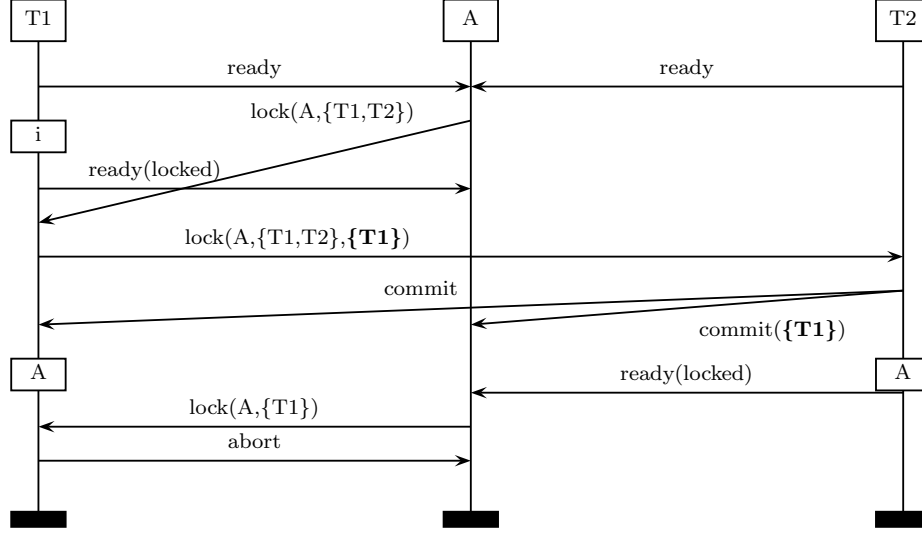 T1
A
T2
ready
ready
lock(A,{T1,T2})
i
ready(locked)
lock(A,{T1,T2},{T1})
commit
commit({T1})
A
ready(locked)
A
lock(A,{T1})
abort